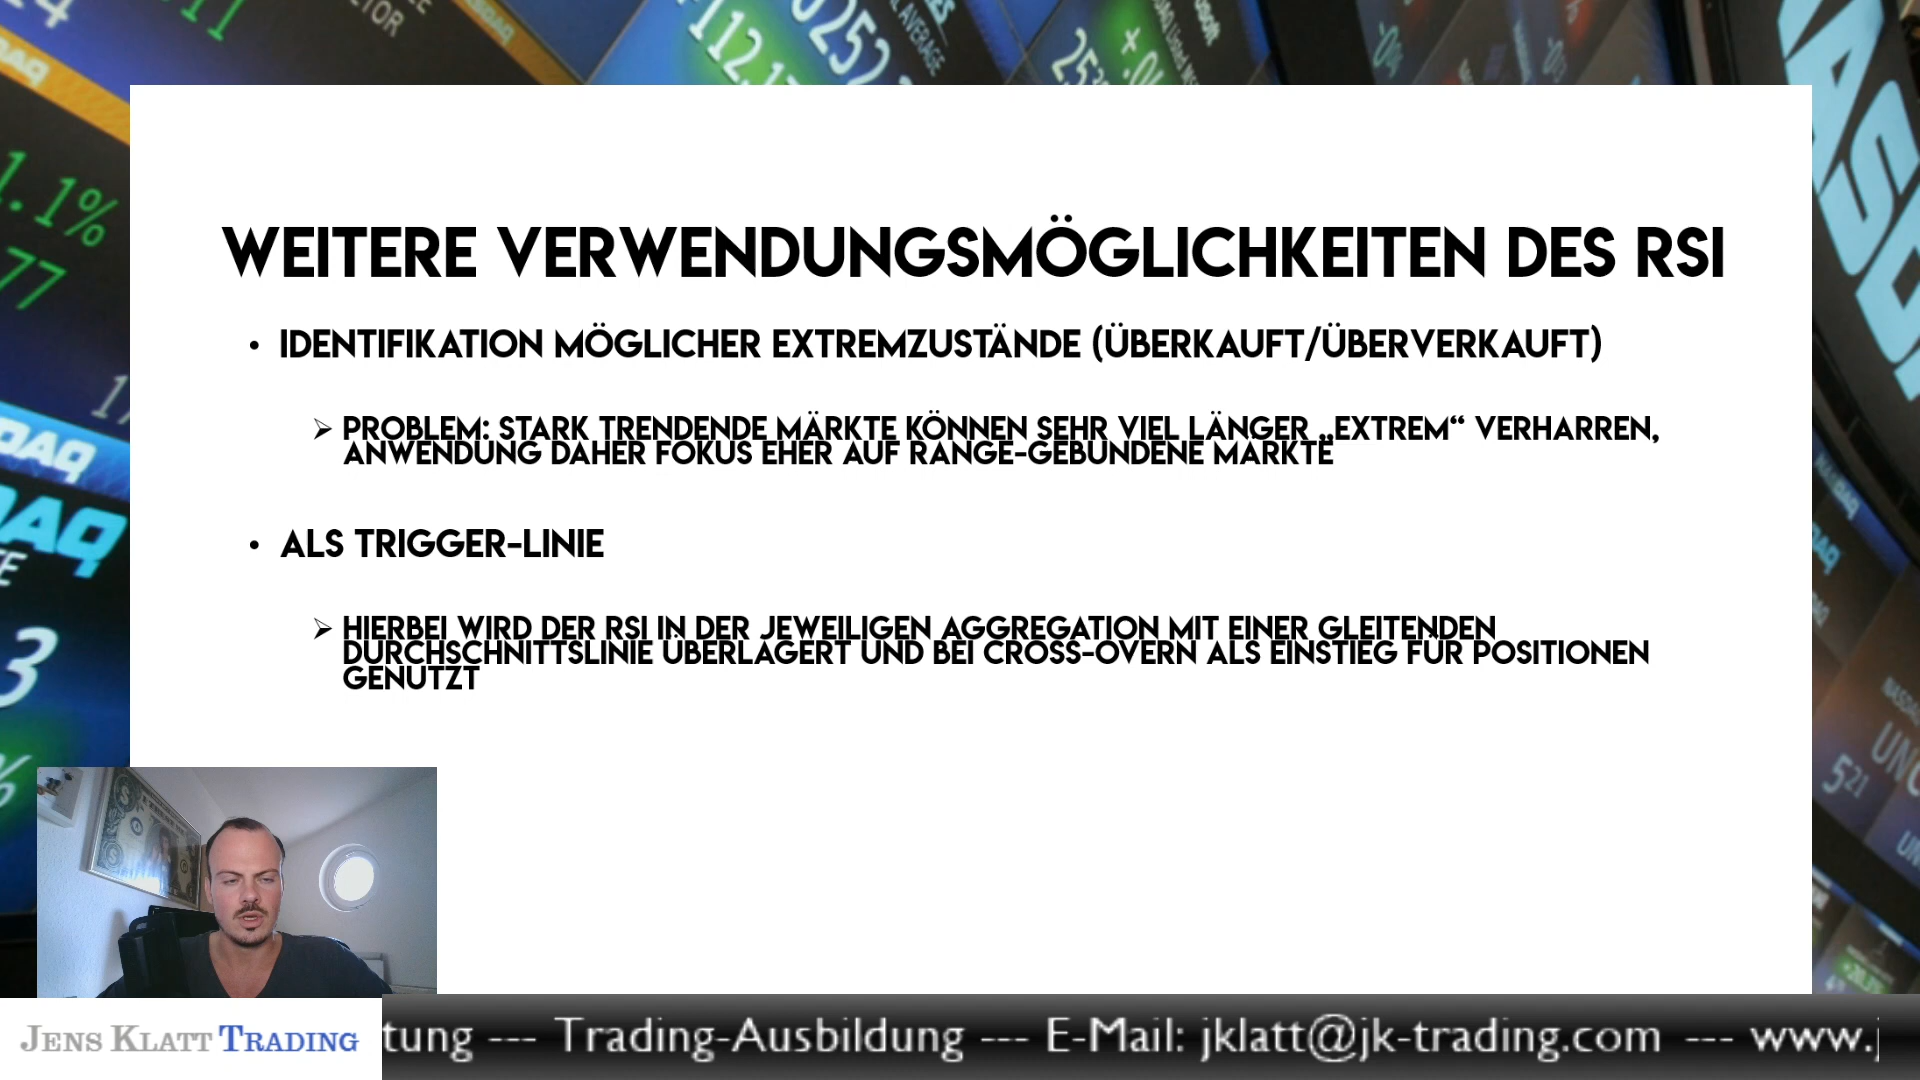 WEITERE VERWENDUNGSMÖGLICHKEITEN DES RSI
• IDENTIFIKATION MÖGLICHER EXTREMZUSTÄNDE (ÜBERKAUFT/ÜBERVERKAUFT)
➢ PROBLEM: STARK TRENDENDE MÄRKTE KÖNNEN SEHR VIEL LÄNGER „EXTREM“ VERHARREN,
ANWENDUNG DAHER FOKUS EHER AUF RANGE-GEBUNDENE MÄRKTE
• ALS TRIGGER-LINIE
➢ HIERBEI WIRD DER RSI IN DER JEWEILIGEN AGGREGATION MIT EINER GLEITENDEN
DURCHSCHNITTSLINIE ÜBERLAGERT UND BEI CROSS-OVERN ALS EINSTIEG FÜR POSITIONEN
GENUTZT
JENS KLATT TRADING
tung --- Trading-Ausbildung --- E-Mail: jklatt@jk-trading.com --- www.j